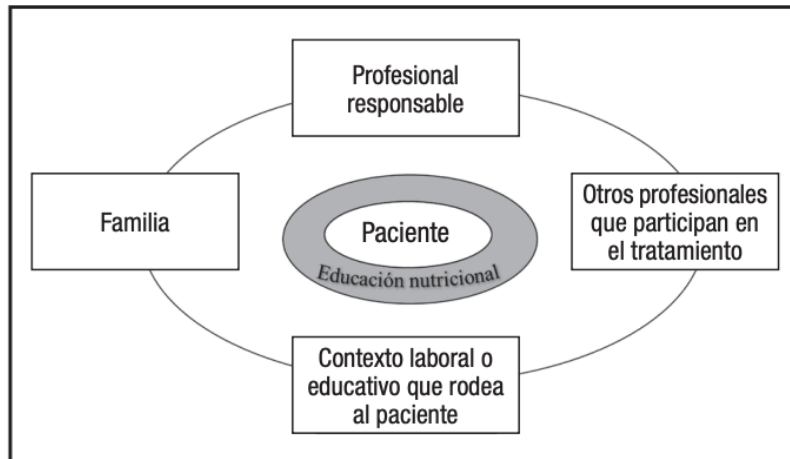 Profesional
responsable
Familia
Paciente
Educación nutricional
Otros profesionales
que participan en
el tratamiento
Contexto laboral o
educativo que rodea
al paciente